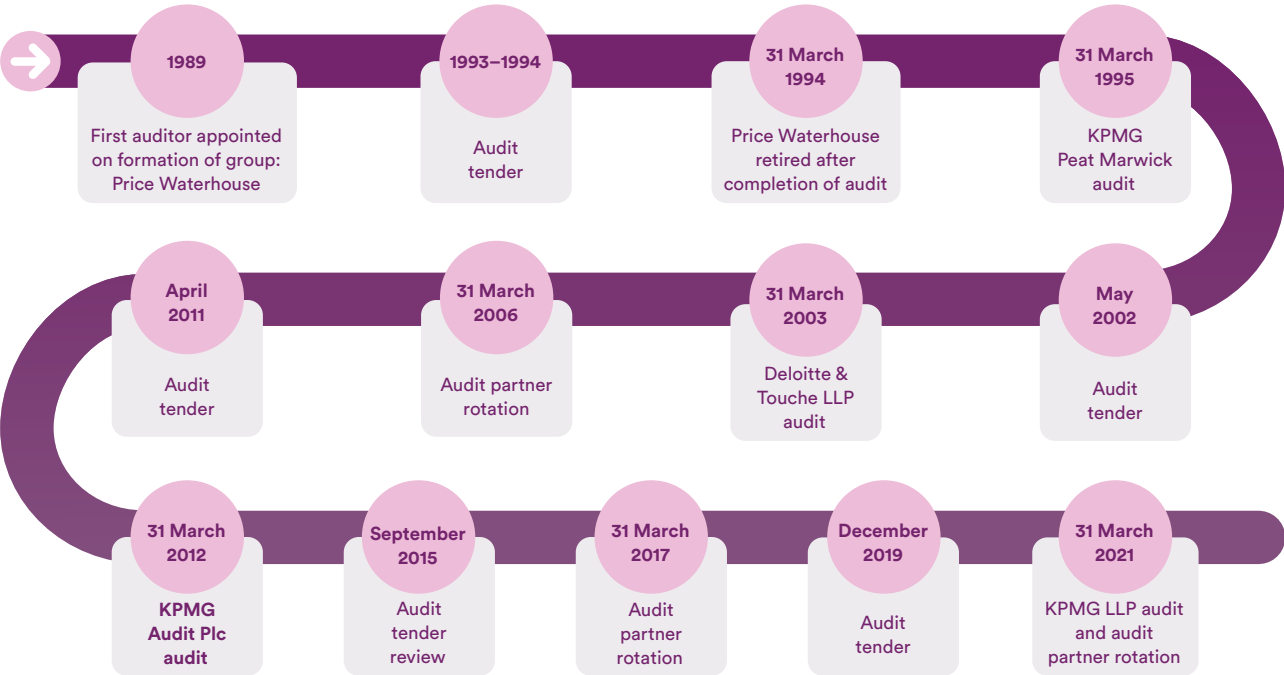 1989
First auditor appointed
on formation of group:
Price Waterhouse
1993–1994
Audit
tender
31 March
1994
Price Waterhouse
retired after
completion of audit
31 March
1995
KPMG
Peat Marwick
audit
May
2002
Audit
tender
31 March
2003
Deloitte &
Touche LLP
audit
31 March
2006
Audit partner
rotation
April
2011
Audit
tender
31 March
2012
KPMG
Audit Plc
audit
September
2015
Audit
tender
review
31 March
2017
Audit
partner
rotation
December
2019
Audit
tender
31 March
2021
KPMG LLP audit
and audit
partner rotation